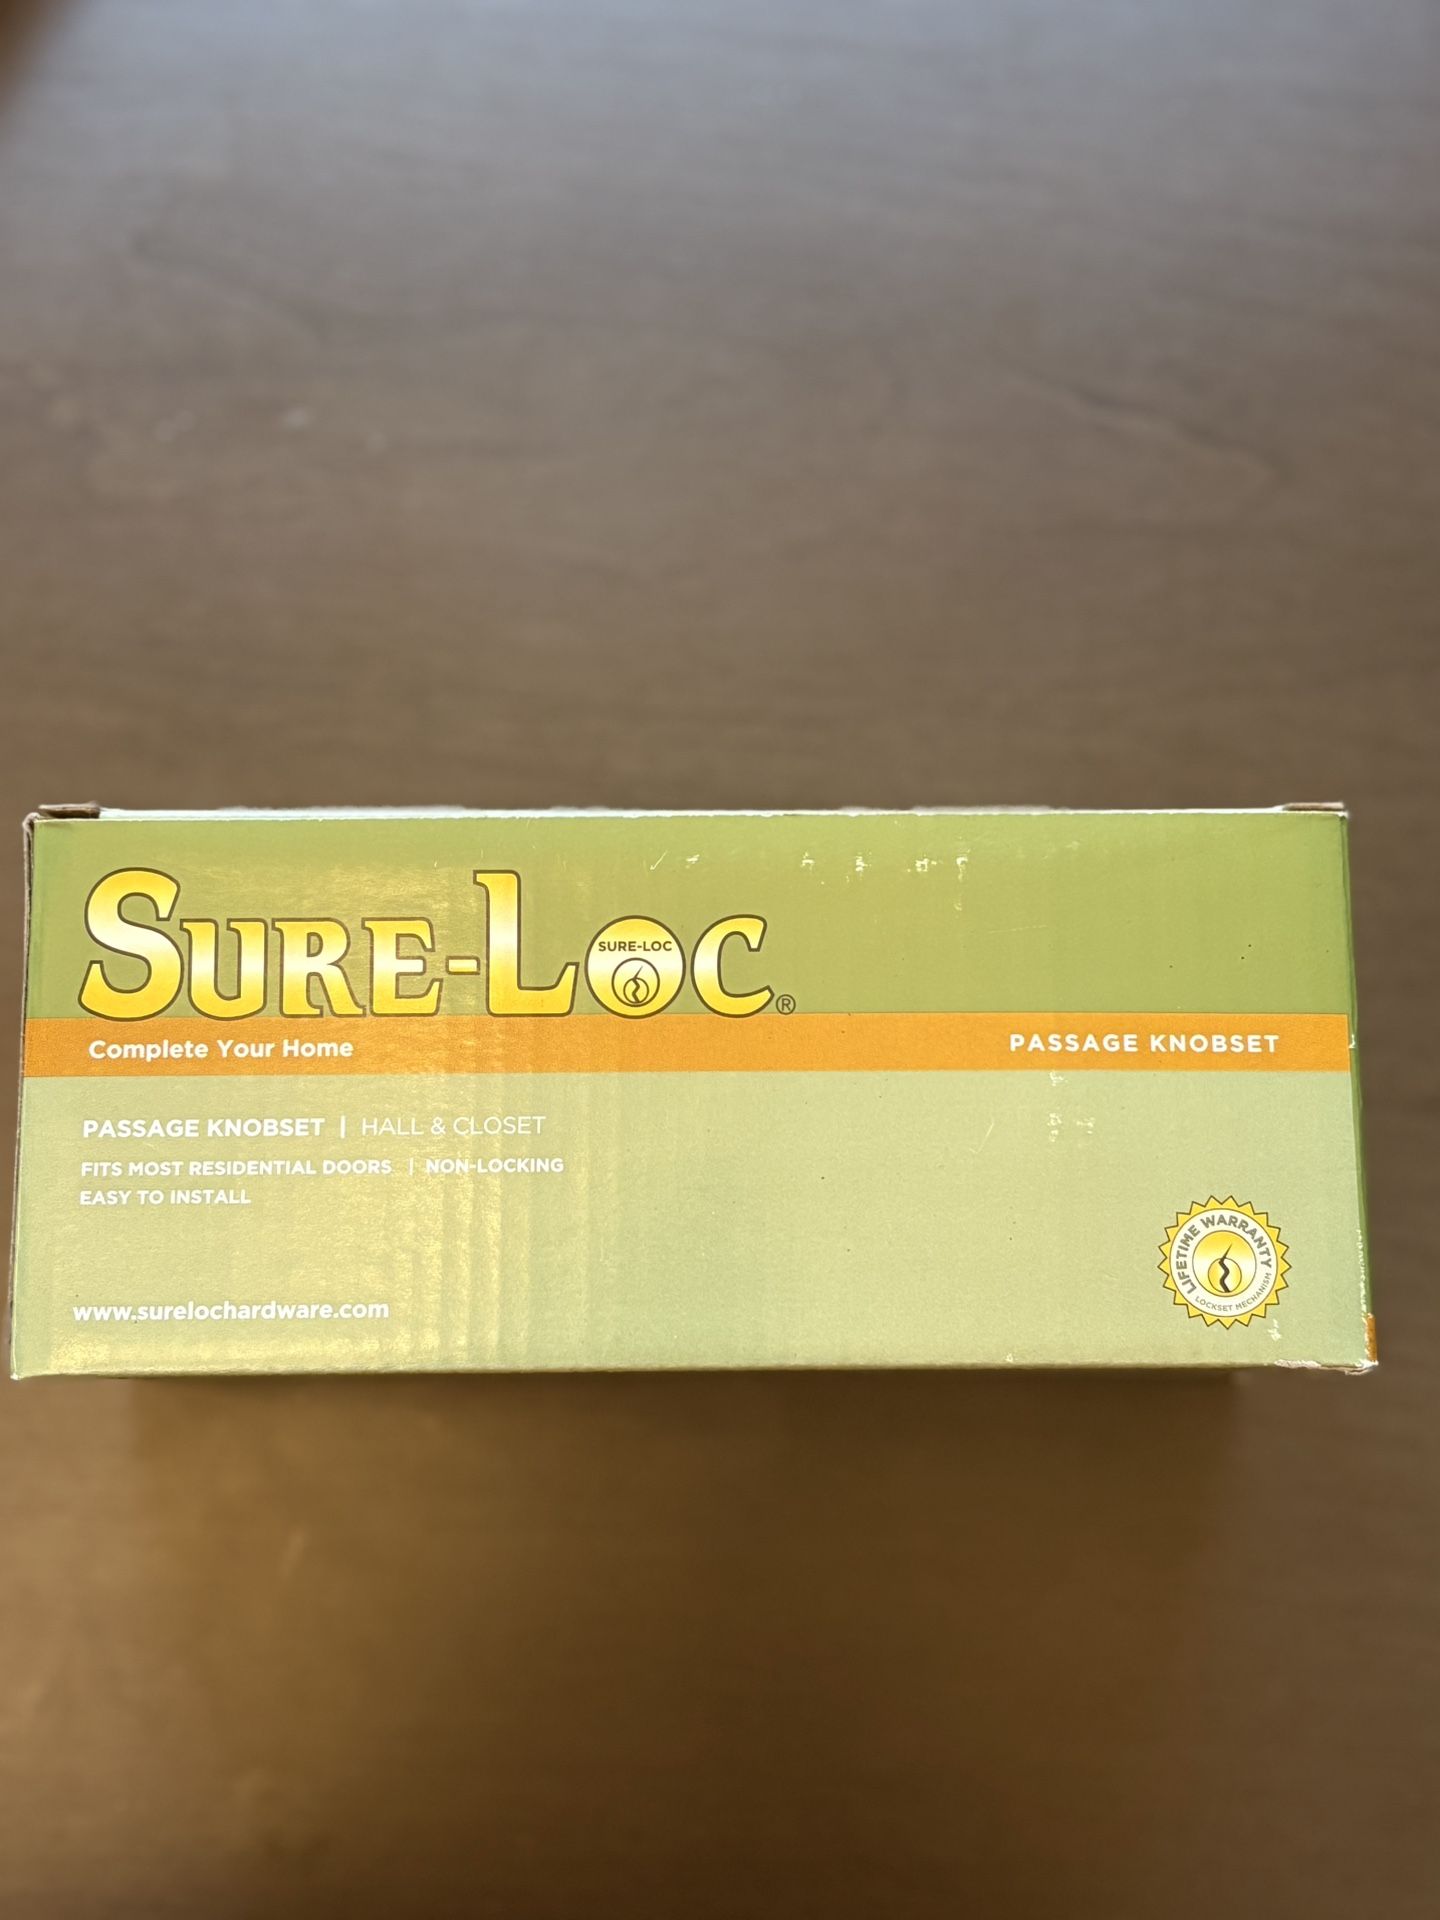 SURE-LOC®
SURE-LOC
Complete Your Home
PASSAGE KNOBSET
PASSAGE KNOBSET | HALL & CLOSET
FITS MOST RESIDENTIAL DOORS | NON-LOCKING
EASY TO INSTALL
LIFETIME WARRANTY
LOCKSET MECHANISM
www.surelochardware.com